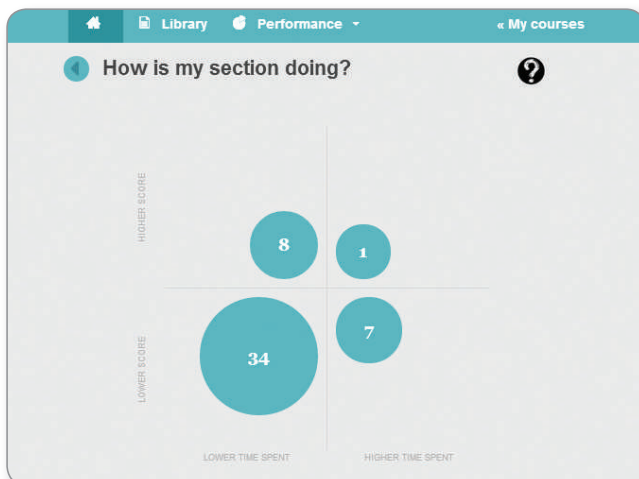 Library Performance « My courses
How is my section doing?
?
HIGHER SCORE
8 1
LOWER SCORE
34 7
LOWER TIME SPENT HIGHER TIME SPENT